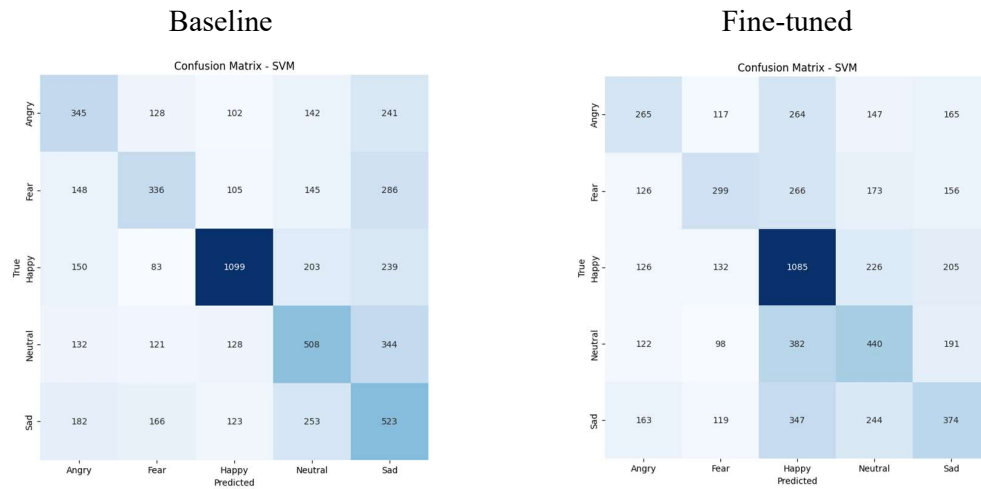 Baseline
Confusion Matrix - SVM
Angry 345 128 102 142 241
Fear 148 336 105 145 286
True
Happy 150 83 1099 203 239
Neutral 132 121 128 508 344
Sad 182 166 123 253 523
Angry Fear Happy Neutral Sad
Predicted
Fine-tuned
Confusion Matrix - SVM
Angry 265 117 264 147 165
Fear 126 299 266 173 156
True
Happy 126 132 1085 226 205
Neutral 122 98 382 440 191
Sad 163 119 347 244 374
Angry Fear Happy Neutral Sad
Predicted